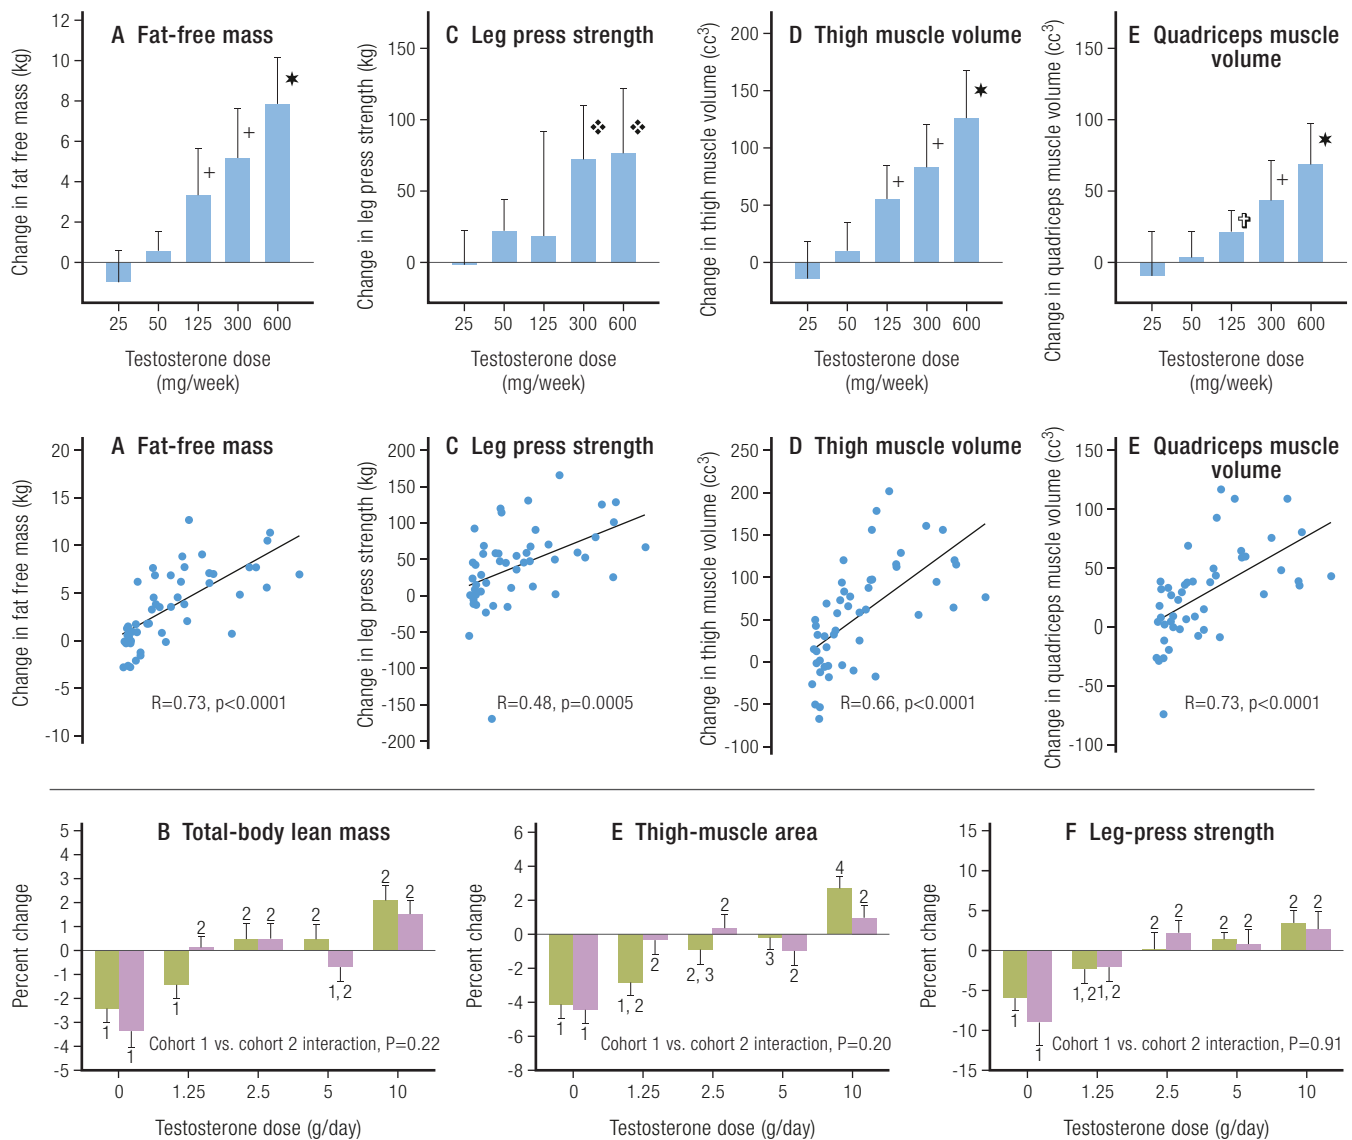 A Fat-free mass
Change in fat free mass (kg)
12
10
8
6
4
2
0
+
+
25 50 125 300 600
Testosterone dose
(mg/week)
C Leg press strength
Change in leg press strength (kg)
150
100
50
0
25 50 125 300 600
Testosterone dose
(mg/week)
D Thigh muscle volume
Change in thigh muscle volume (cc³)
200
150
100
50
0
+
+
25 50 125 300 600
Testosterone dose
(mg/week)
E Quadriceps muscle
volume
Change in quadriceps muscle volume (cc³)
150
100
50
0
+
25 50 125 300 600
Testosterone dose
(mg/week)
A Fat-free mass
Change in fat free mass (kg)
20
15
10
5
0
-5
-10
R=0.73, p<0.0001
C Leg press strength
Change in leg press strength (kg)
200
150
100
50
0
-50
-100
-150
-200
R=0.48, p=0.0005
D Thigh muscle volume
Change in thigh muscle volume (cc³)
250
200
150
100
50
0
-50
-100
R=0.66, p<0.0001
E Quadriceps muscle
volume
Change in quadriceps muscle volume (cc³)
150
100
50
0
-50
-100
R=0.73, p<0.0001
B Total-body lean mass
Percent change
5
4
3
2
1
0
-1
-2
-3
-4
-5
1 1 1 2 2 2 2 1, 2 2 2
Cohort 1 vs. cohort 2 interaction, P=0.22
0 1.25 2.5 5 10
Testosterone dose (g/day)
E Thigh-muscle area
Percent change
6
4
2
0
-2
-4
-6
-8
1 1 1, 2 2 2, 3 2 3 2 4 2
Cohort 1 vs. cohort 2 interaction, P=0.20
0 1.25 2.5 5 10
Testosterone dose (g/day)
F Leg-press strength
Percent change
15
10
5
0
-5
-10
-15
1 1 1, 2 1, 2 2 2 2 2 2 2
Cohort 1 vs. cohort 2 interaction, P=0.91
0 1.25 2.5 5 10
Testosterone dose (g/day)